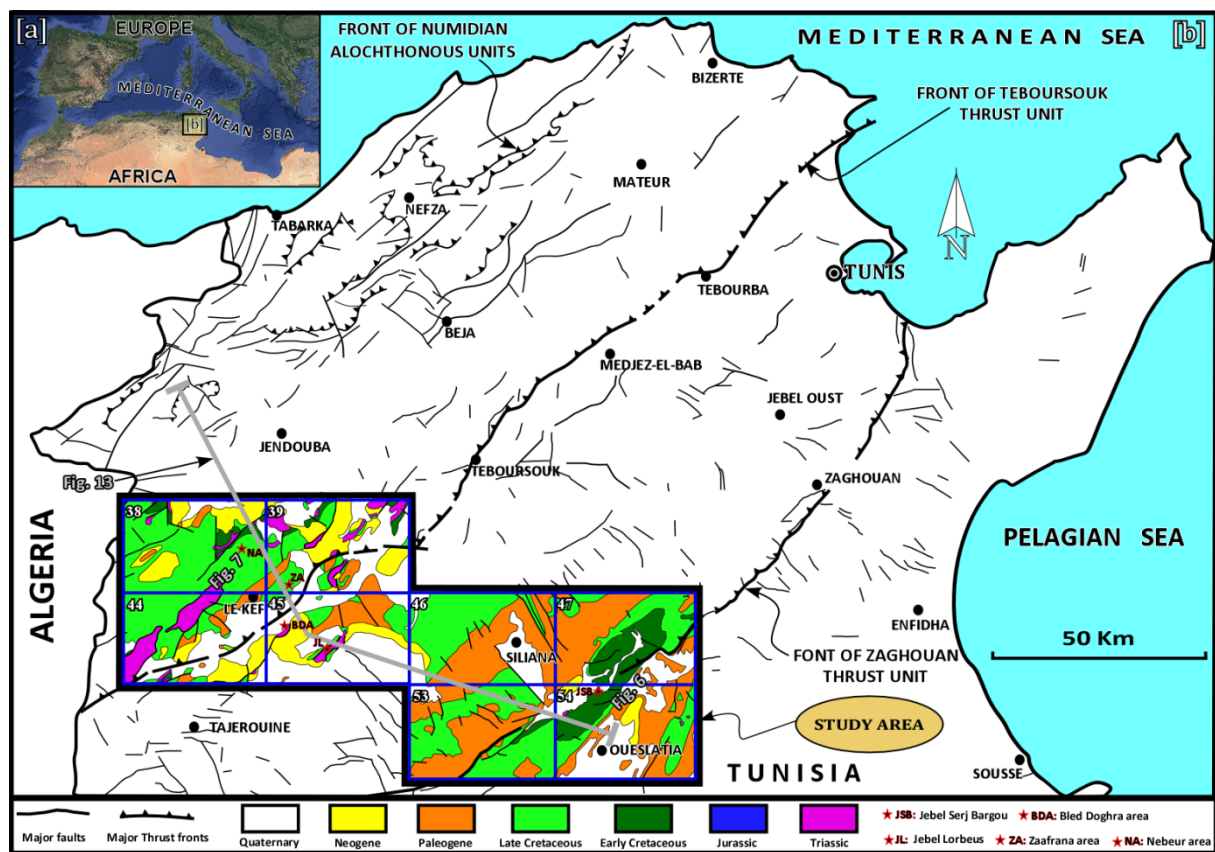 [a]
EUROPE
MEDITERRANEAN SEA
[b]
AFRICA
FRONT OF NUMIDIAN
ALOCHTHONOUS UNITS
MEDITERRANEAN SEA
[b]
BIZERTE
FRONT OF TEBOURSOUK
THRUST UNIT
MATEUR
NEFZA
TABARKA
N
TUNIS
TEBOURBA
BEJA
MEDJEZ-EL-BAB
JEBEL OUST
JENDOUBA
TEBOURSOUK
Fig. 13
ZAGHOUAN
ALGERIA
PELAGIAN SEA
38
39
NA
Fig. 7
ZA
44
LE-KEF
45
BDA
JL
46
47
SILIANA
ENFIDHA
50 Km
FONT OF ZAGHOUAN
THRUST UNIT
53
54
JSB
Fig. 6
STUDY AREA
TAJEROUINE
OUESLATIA
TUNISIA
SOUSSE
Major faults
Major Thrust fronts
Quaternary
Neogene
Paleogene
Late Cretaceous
Early Cretaceous
Jurassic
Triassic
JSB: Jebel Serj Bargou
BDA: Bled Doghra area
JL: Jebel Lorbeus
ZA: Zaafrana area
NA: Nebeur area